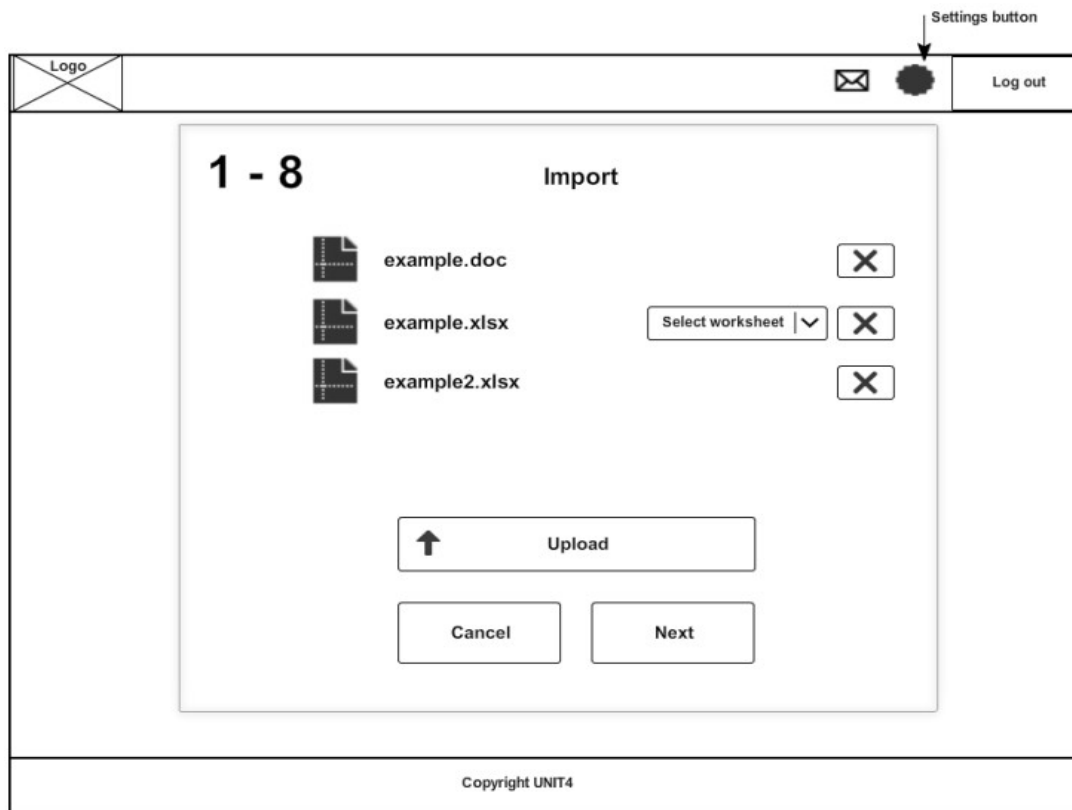 Settings button
Logo
Log out
1 - 8
Import
example.doc
example.xlsx
Select worksheet
example2.xlsx
Upload
Cancel
Next
Copyright UNIT4